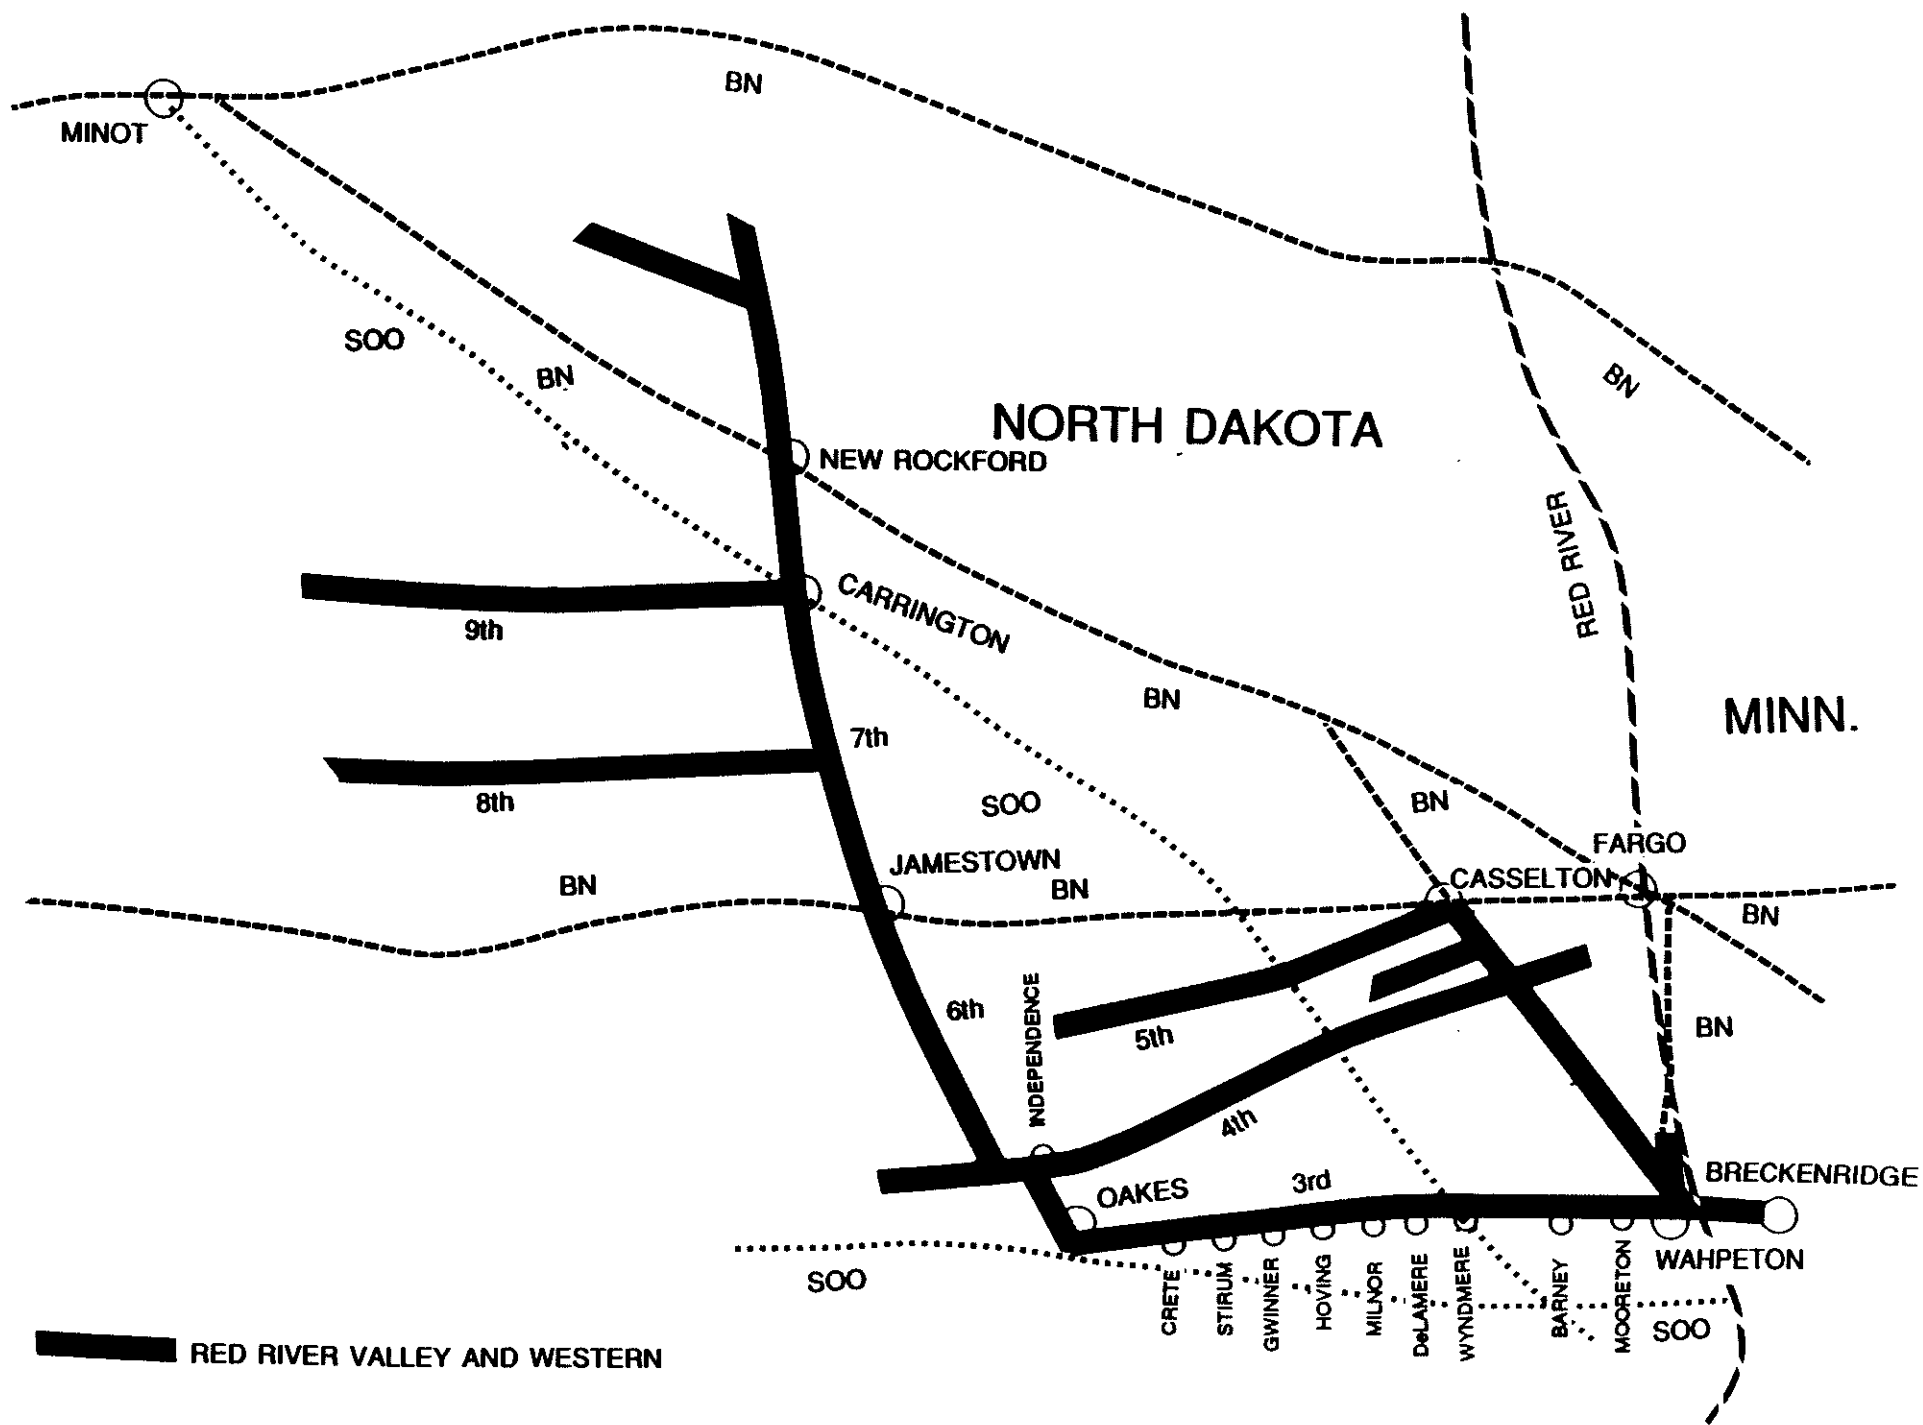 BN
MINOT
SOO
BN
BN
NORTH DAKOTA
NEW ROCKFORD
RED RIVER
CARRINGTON
9th
BN
MINN.
7th
8th
SOO
BN
FARGO
JAMESTOWN
BN
BN
CASSELTON
BN
INDEPENDENCE
6th
5th
BN
4th
BRECKENRIDGE
OAKES
3rd
WAHPETON
SOO
CRETE
STIRUM
GWINNER
HOVING
MILNOR
DeLAMERE
WYNDMERE
BARNEY
MOORETON
SOO
RED RIVER VALLEY AND WESTERN